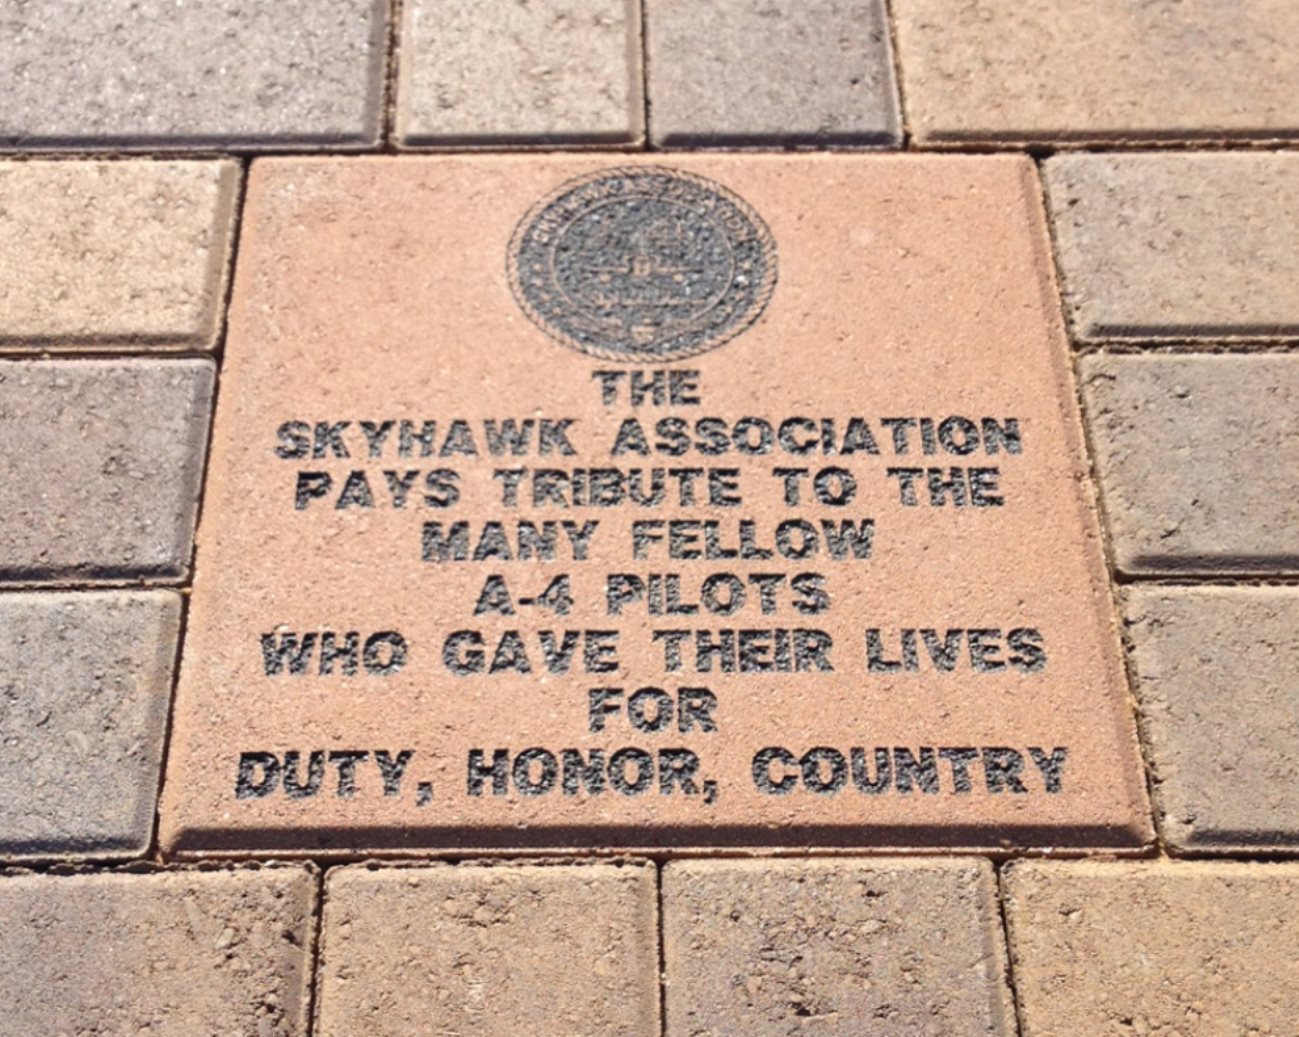 THE
SKYHAWK ASSOCIATION
PAYS TRIBUTE TO THE
MANY FELLOW
A-4 PILOTS
WHO GAVE THEIR LIVES
FOR
DUTY, HONOR, COUNTRY